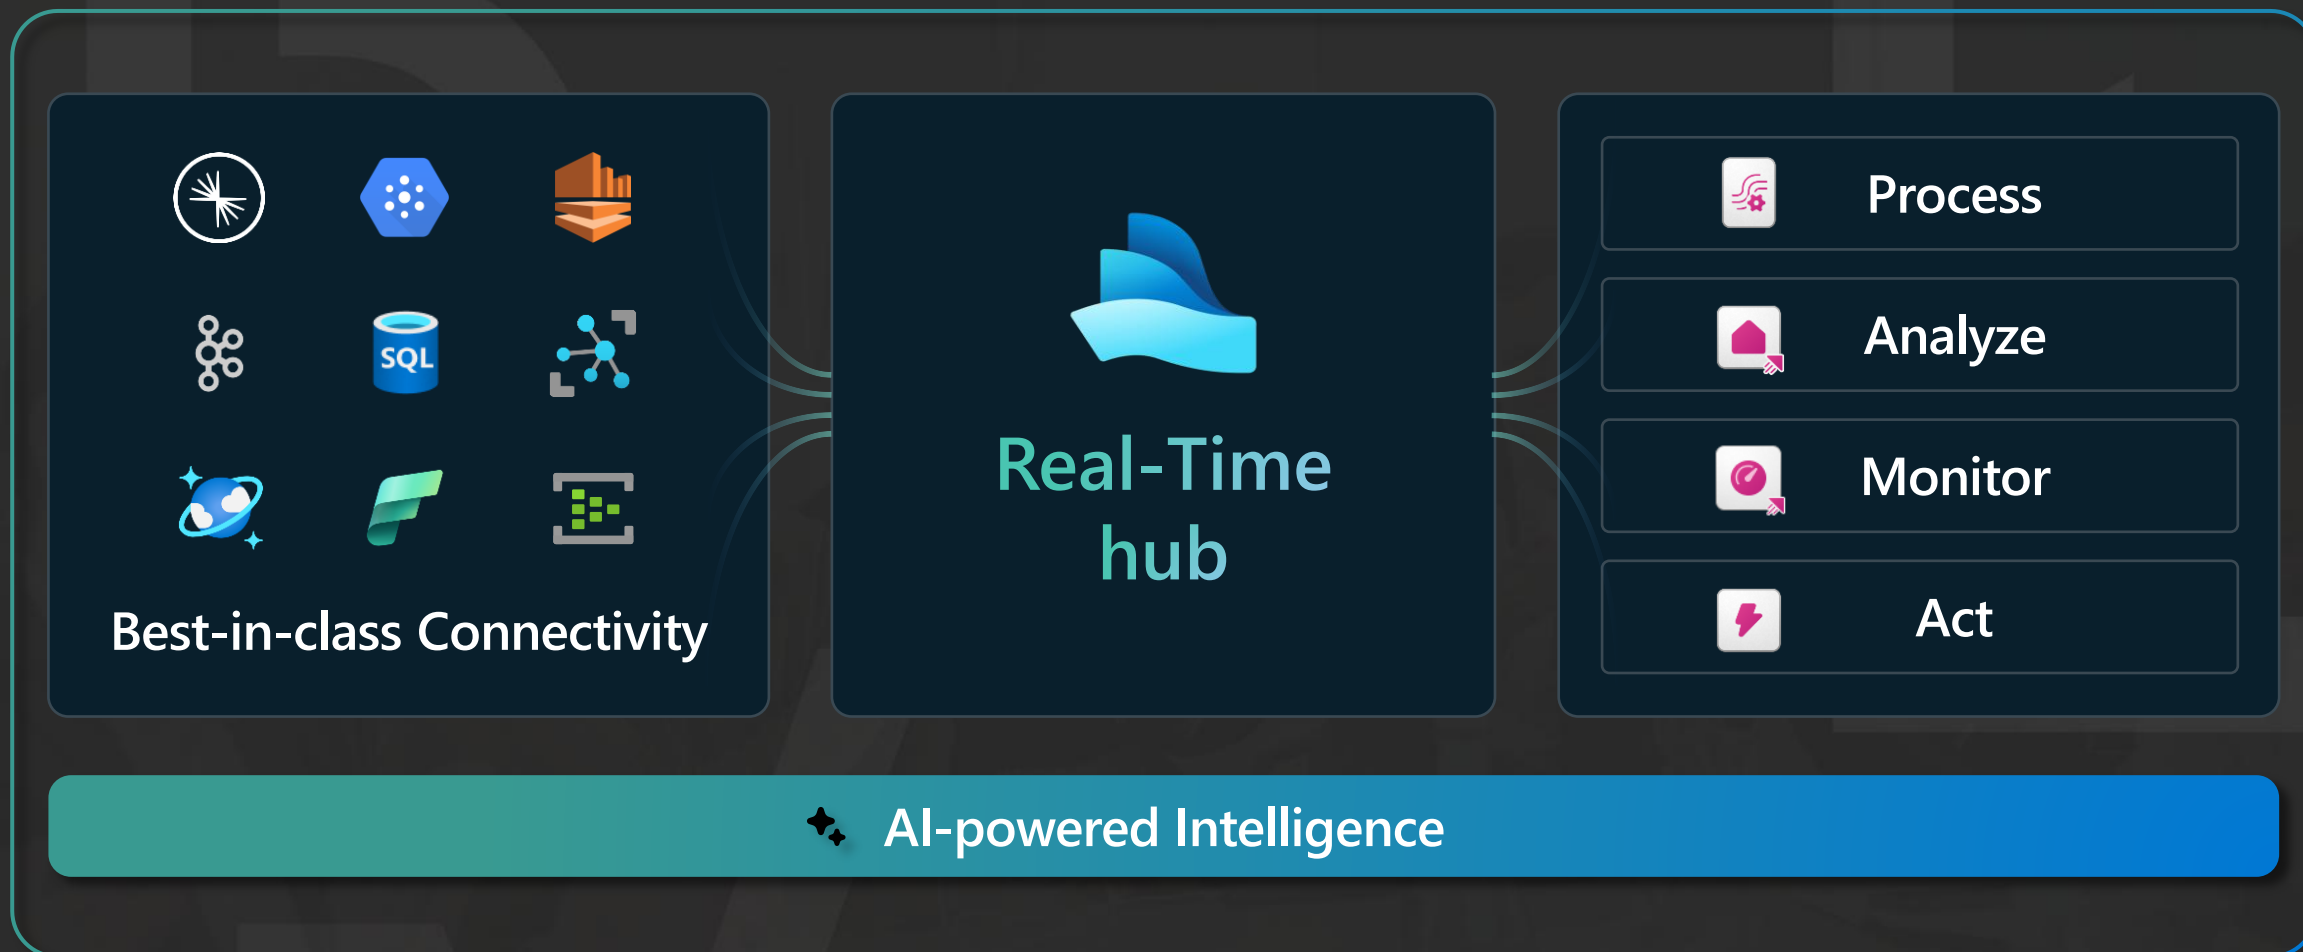 SQL
Best-in-class Connectivity
Real-Time
hub
Process
Analyze
Monitor
Act
AI-powered Intelligence